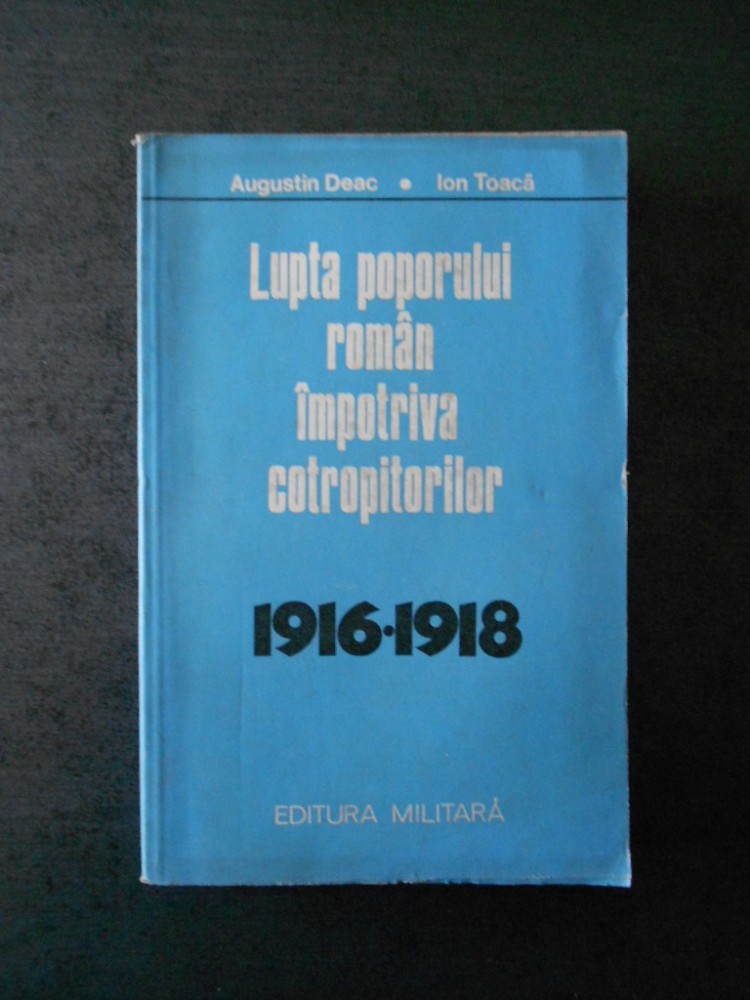 Augustin Deac • Ion Toacă
Lupta poporului
român
împotriva
cotropitorilor
1916•1918
EDITURA MILITARĂ